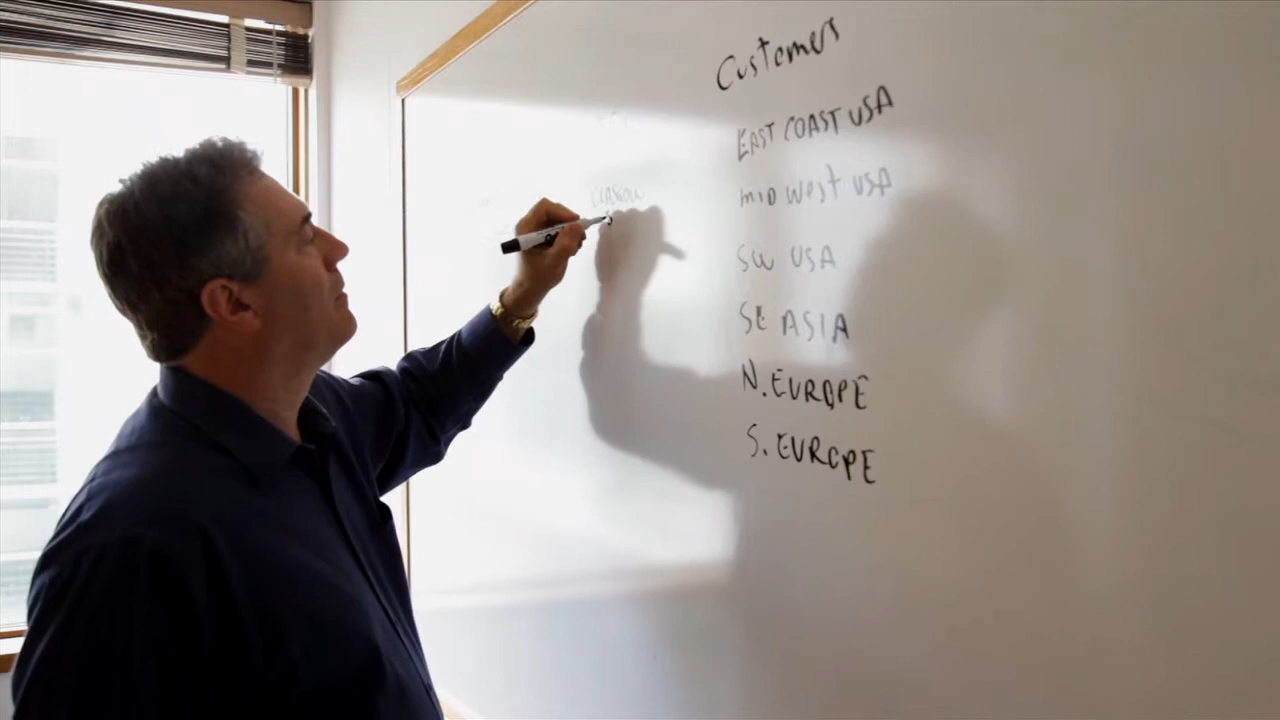 Customers
EAST COAST USA
MID WEST USA
SW USA
SE ASIA
N. EUROPE
S. EUROPE